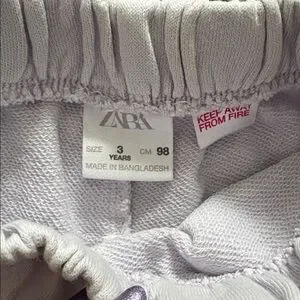 ZARA
SIZE 3 YEARS CM 98
MADE IN BANGLADESH
KEEP AWAY
FROM FIRE